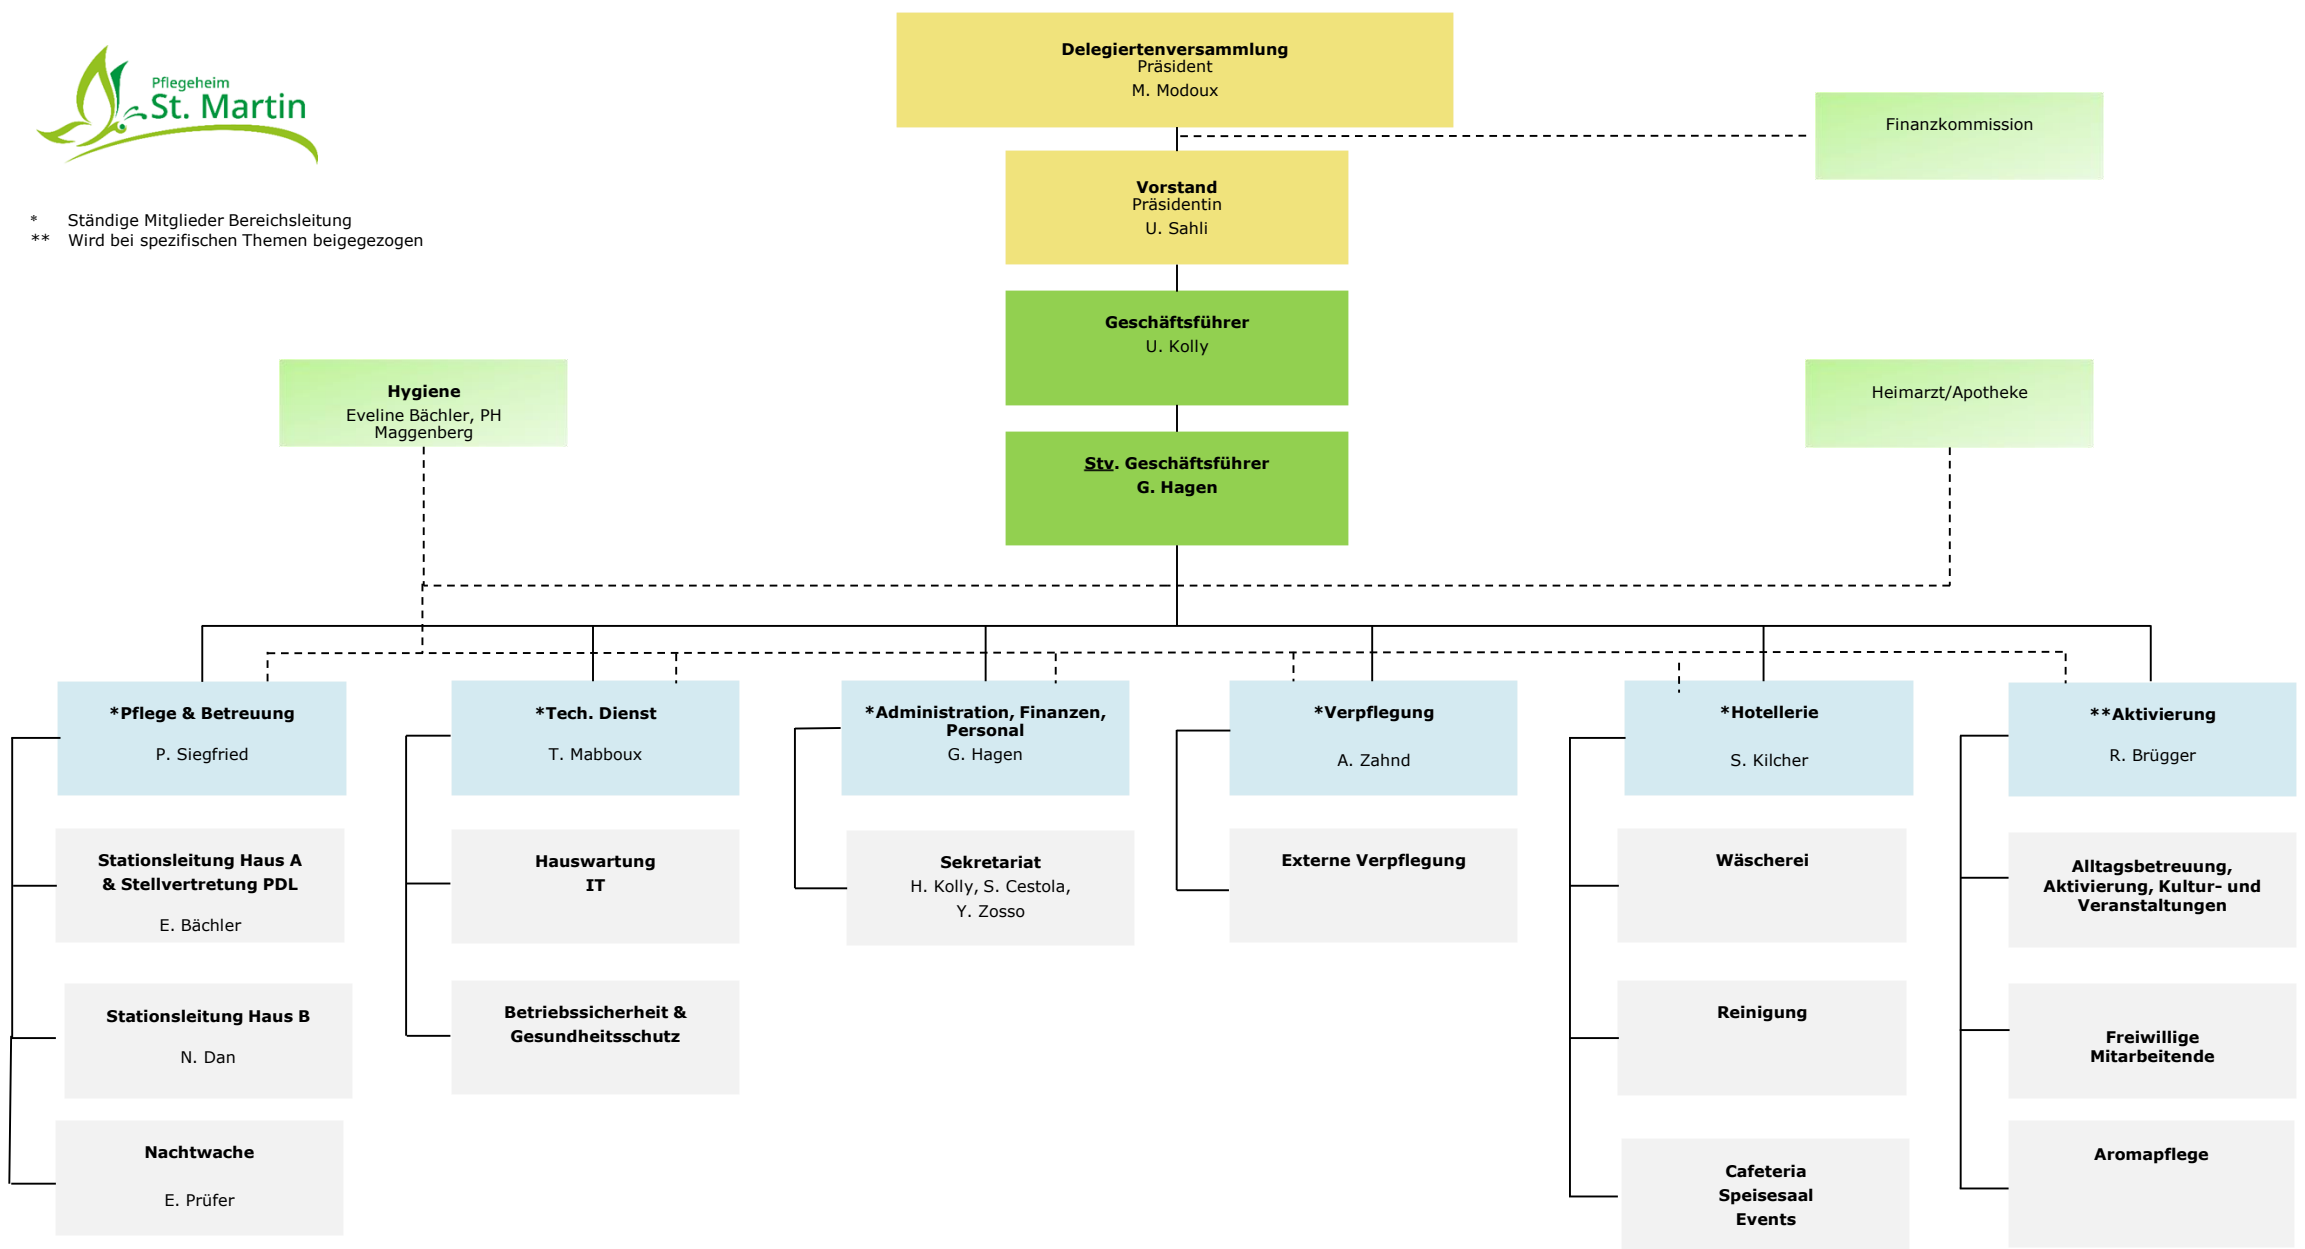 Pflegeheim
St. Martin
* Ständige Mitglieder Bereichsleitung
** Wird bei spezifischen Themen beigegezogen
Delegiertenversammlung
Präsident
M. Modoux
Finanzkommission
Vorstand
Präsidentin
U. Sahli
Geschäftsführer
U. Kolly
Hygiene
Eveline Bächler, PH
Maggenberg
Heimarzt/Apotheke
Stv. Geschäftsführer
G. Hagen
*Pflege & Betreuung
P. Siegfried
*Tech. Dienst
T. Mabboux
*Administration, Finanzen,
Personal
G. Hagen
*Verpflegung
A. Zahnd
*Hotellerie
S. Kilcher
**Aktivierung
R. Brügger
Stationsleitung Haus A
& Stellvertretung PDL
E. Bächler
Hauswartung
IT
Sekretariat
H. Kolly, S. Cestola,
Y. Zosso
Externe Verpflegung
Wäscherei
Alltagsbetreuung,
Aktivierung, Kultur- und
Veranstaltungen
Stationsleitung Haus B
N. Dan
Betriebssicherheit &
Gesundheitsschutz
Reinigung
Freiwillige
Mitarbeitende
Nachtwache
E. Prüfer
Cafeteria
Speisesaal
Events
Aromapflege